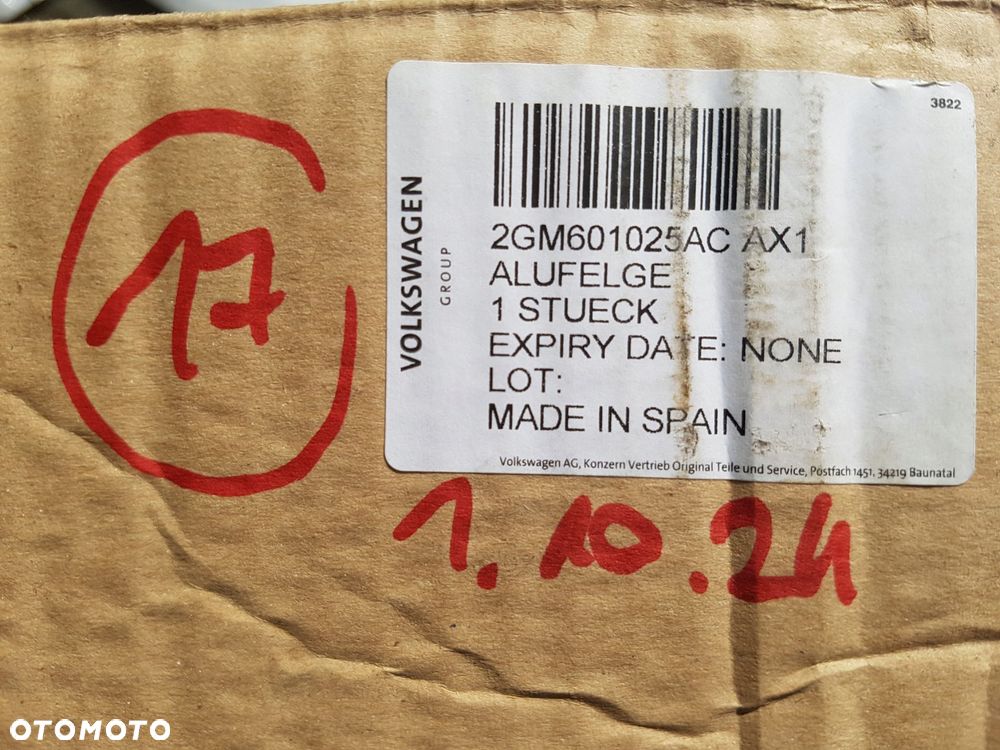 17
3822
VOLKSWAGEN
GROUP
2GM601025AC AX1
ALUFELGE
1 STUECK
EXPIRY DATE: NONE
LOT:
MADE IN SPAIN
Volkswagen AG, Konzern Vertrieb Original Teile und Service, Postfach 1451, 34219 Baunatal
1.10.24
OTOMOTO